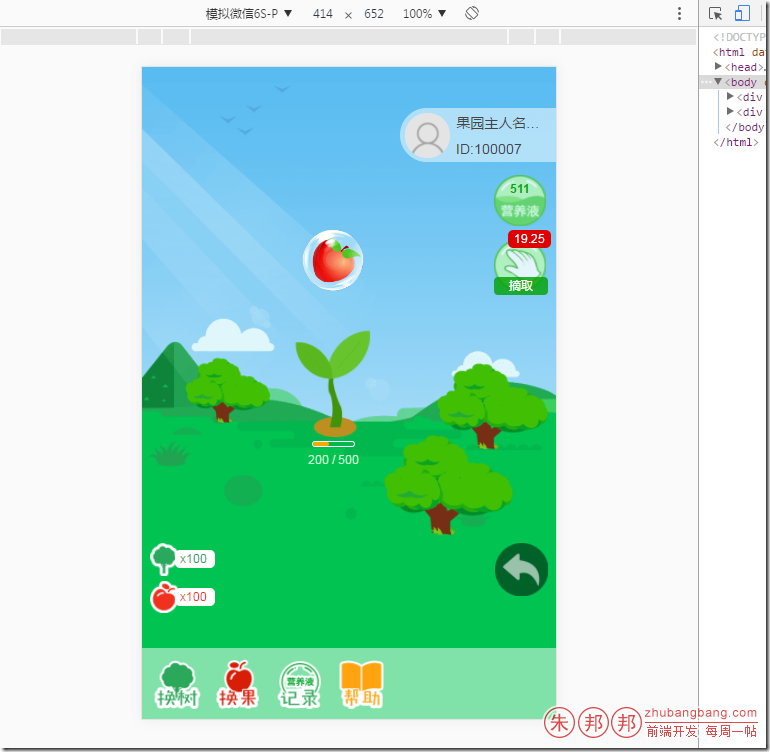 模拟微信6S-P ▼ 414 × 652 100% ▼
<!DOCTYP
<html da
▶<head>…
…▼<body c
▶<div
▶<div
</body
</html>
果园主人名...
ID:100007
511
营养液
19.25
摘取
200 / 500
x100
x100
换树
换果
营养液
记录
帮助
朱邦邦
zhubangbang.com
前端开发 每周一帖